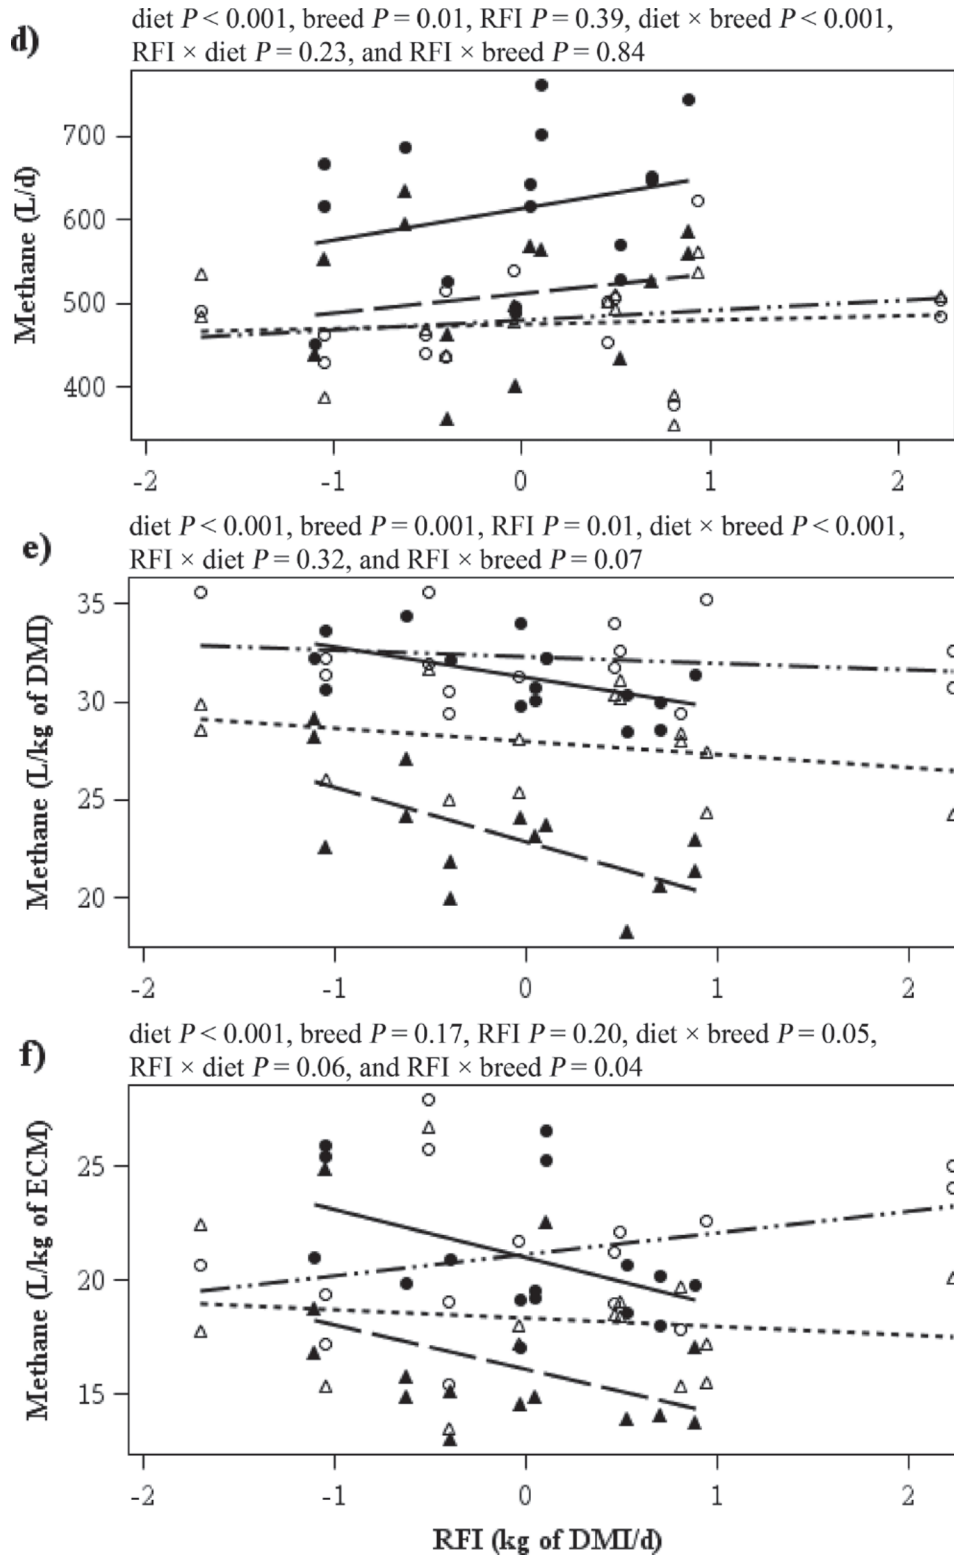 d)
diet P < 0.001, breed P = 0.01, RFI P = 0.39, diet × breed P < 0.001,
RFI × diet P = 0.23, and RFI × breed P = 0.84
Methane (L/d)
700
600
500
400
-2 -1 0 1 2
e)
diet P < 0.001, breed P = 0.001, RFI P = 0.01, diet × breed P < 0.001,
RFI × diet P = 0.32, and RFI × breed P = 0.07
Methane (L/kg of DMI)
35
30
25
20
-2 -1 0 1 2
f)
diet P < 0.001, breed P = 0.17, RFI P = 0.20, diet × breed P = 0.05,
RFI × diet P = 0.06, and RFI × breed P = 0.04
Methane (L/kg of ECM)
25
20
15
-2 -1 0 1 2
RFI (kg of DMI/d)